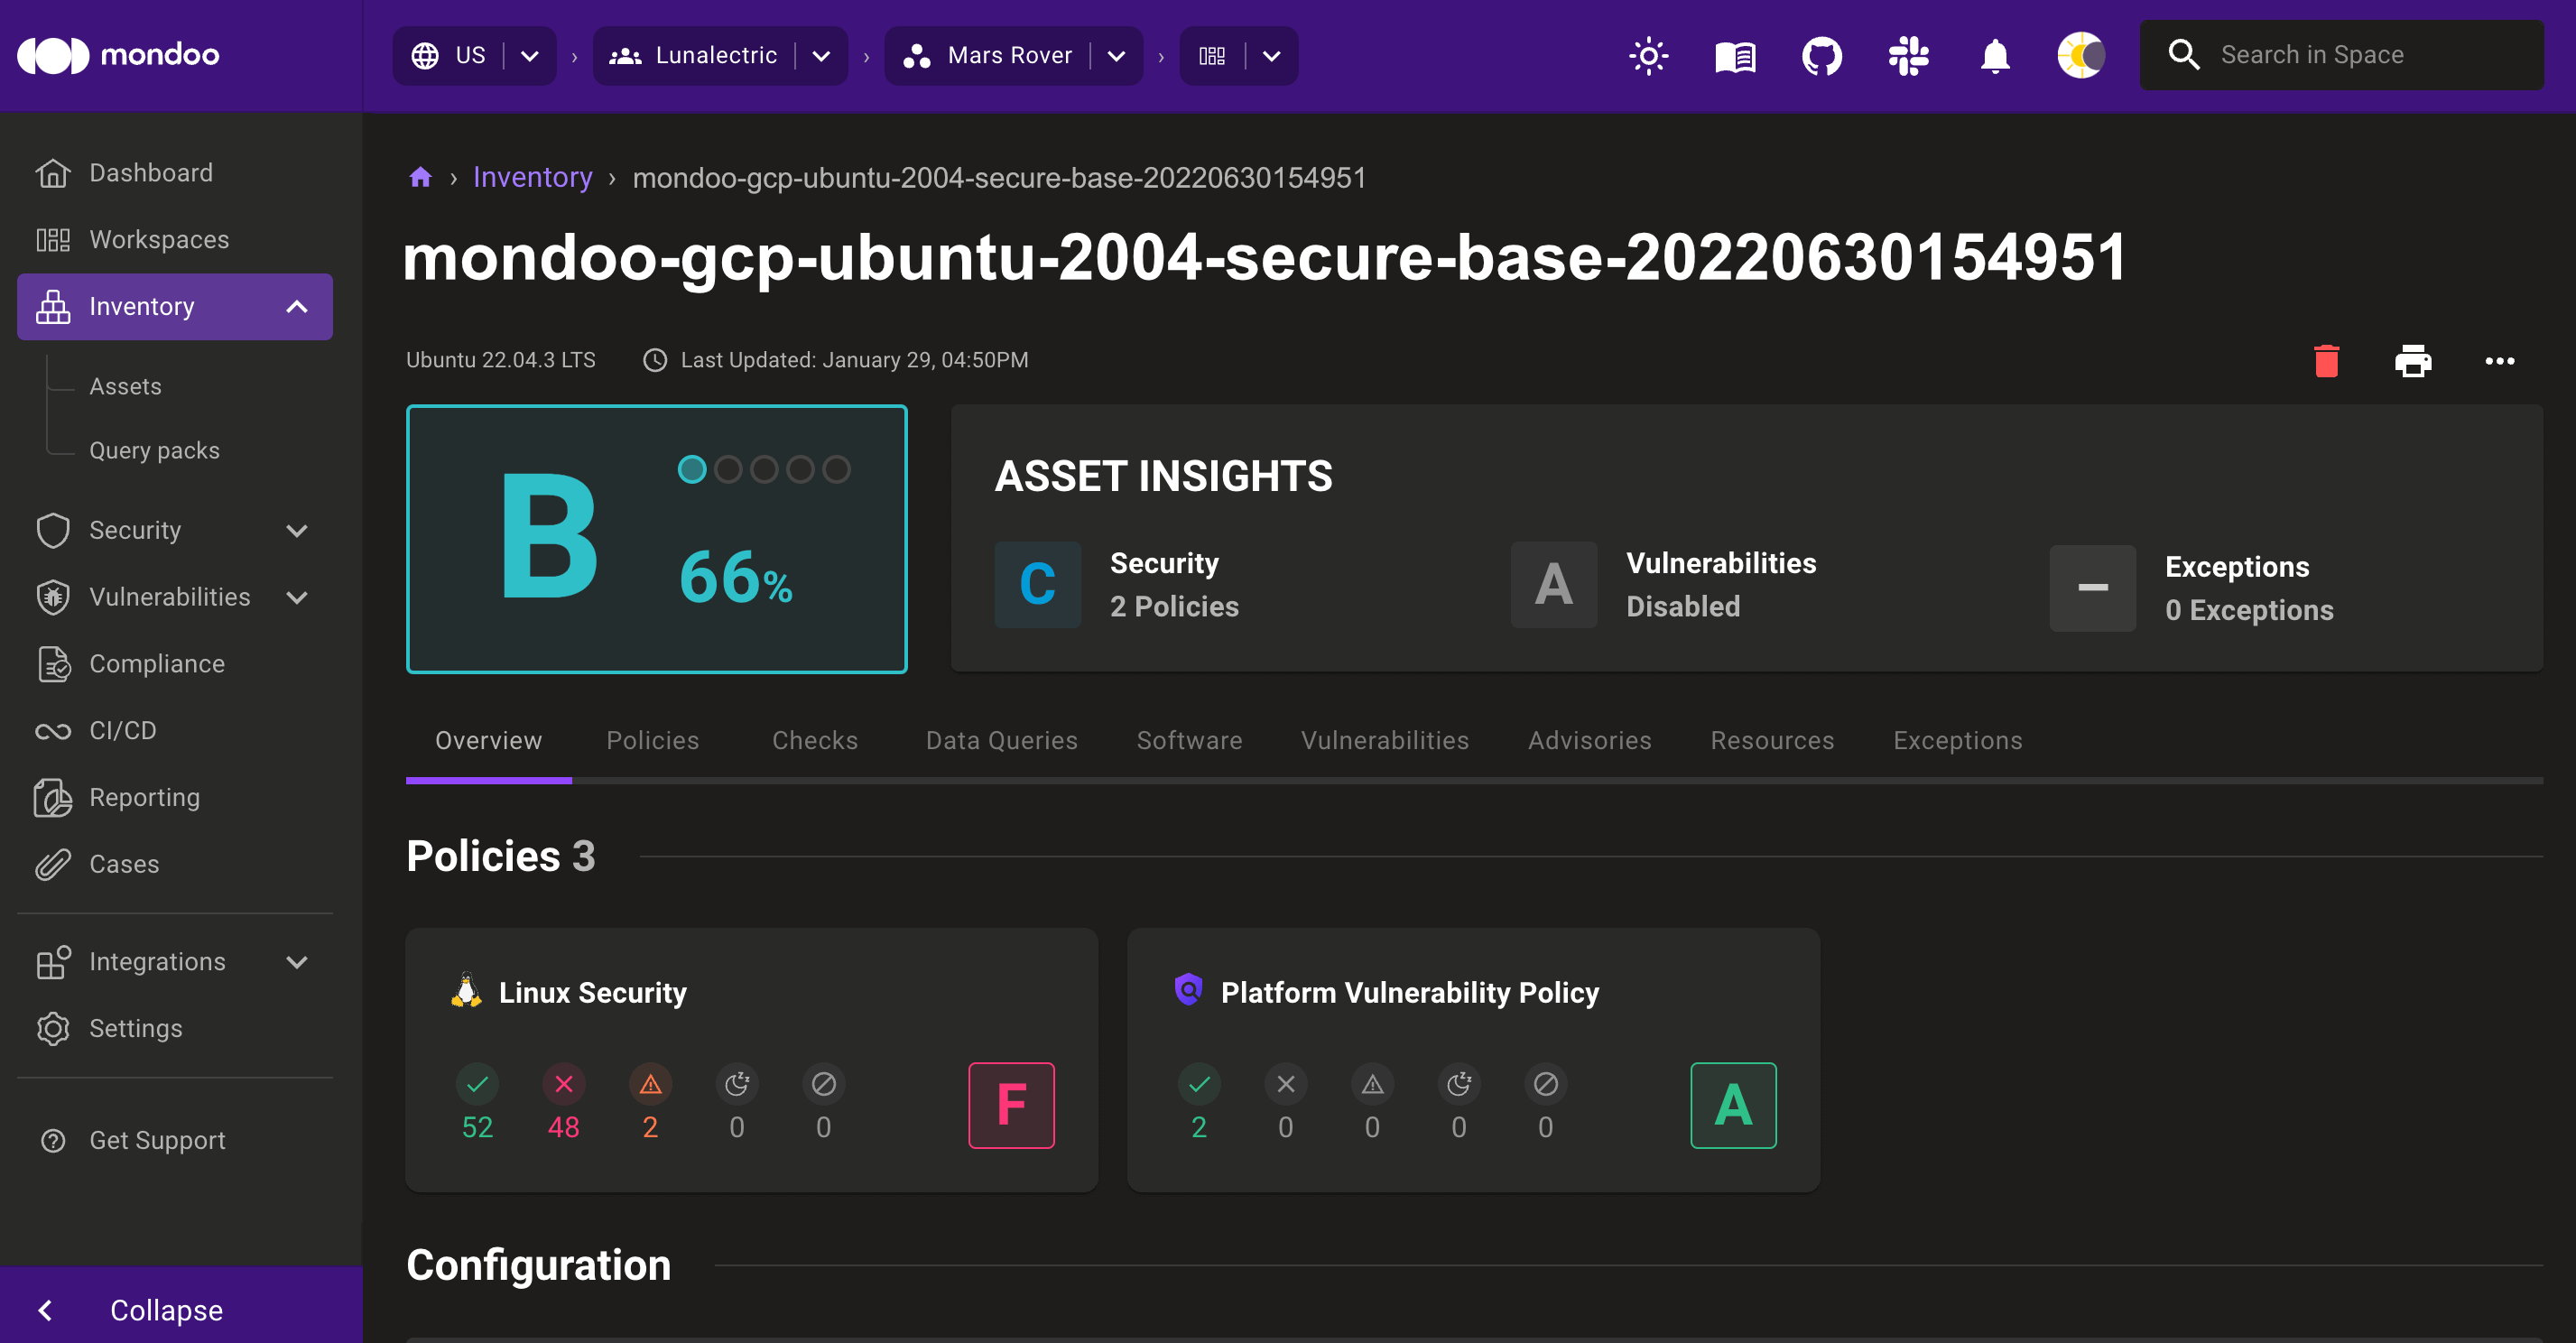 mondoo
US
Lunalectric
Mars Rover
Search in Space
Dashboard
Workspaces
Inventory
Assets
Query packs
Security
Vulnerabilities
Compliance
CI/CD
Reporting
Cases
Integrations
Settings
Get Support
Collapse
› Inventory › mondoo-gcp-ubuntu-2004-secure-base-20220630154951
mondoo-gcp-ubuntu-2004-secure-base-20220630154951
Ubuntu 22.04.3 LTS Last Updated: January 29, 04:50PM
B
66%
ASSET INSIGHTS
C
Security
2 Policies
A
Vulnerabilities
Disabled
Exceptions
0 Exceptions
Overview Policies Checks Data Queries Software Vulnerabilities Advisories Resources Exceptions
Policies 3
Linux Security
52 48 2 0 0
F
Platform Vulnerability Policy
2 0 0 0 0
A
Configuration